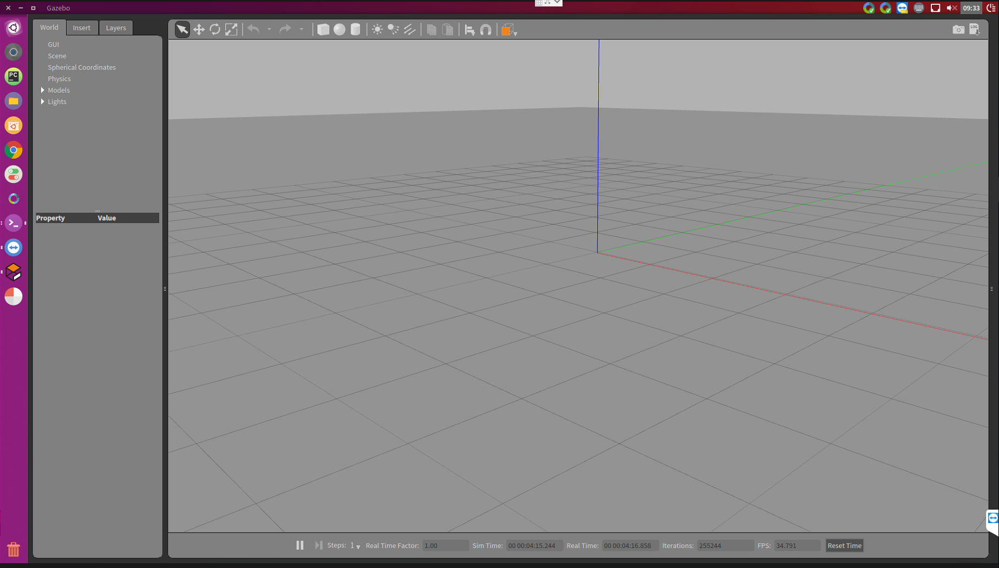 Gazebo
09:33
World Insert Layers
LOG
GUI
Scene
Spherical Coordinates
Physics
Models
Lights
PC
Property Value
Steps: 1 Real Time Factor: 1.00 Sim Time: 00 00:04:15.244 Real Time: 00 00:04:16.858 Iterations: 255244 FPS: 34.791 Reset Time